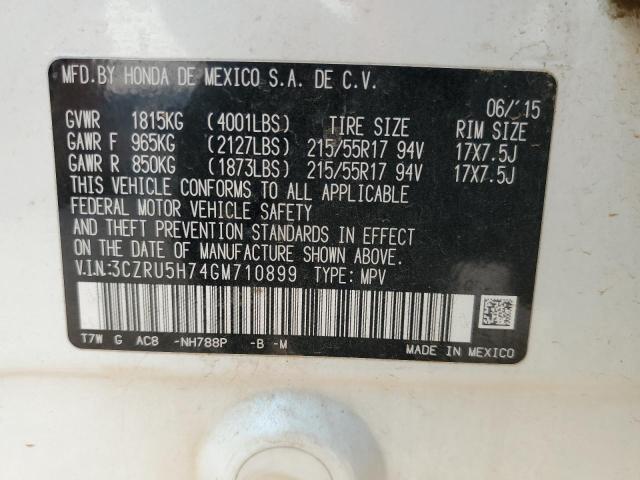 MFD.BY HONDA DE MEXICO S.A. DE C.V.
06/'15
GVWR 1815KG (4001LBS) TIRE SIZE RIM SIZE
GAWR F 965KG (2127LBS) 215/55R17 94V 17X7.5J
GAWR R 850KG (1873LBS) 215/55R17 94V 17X7.5J
THIS VEHICLE CONFORMS TO ALL APPLICABLE
FEDERAL MOTOR VEHICLE SAFETY
AND THEFT PREVENTION STANDARDS IN EFFECT
ON THE DATE OF MANUFACTURE SHOWN ABOVE.
V.I.N.:3CZRU5H74GM710899 TYPE: MPV
T7W G AC8 -NH788P -B -M
MADE IN MEXICO